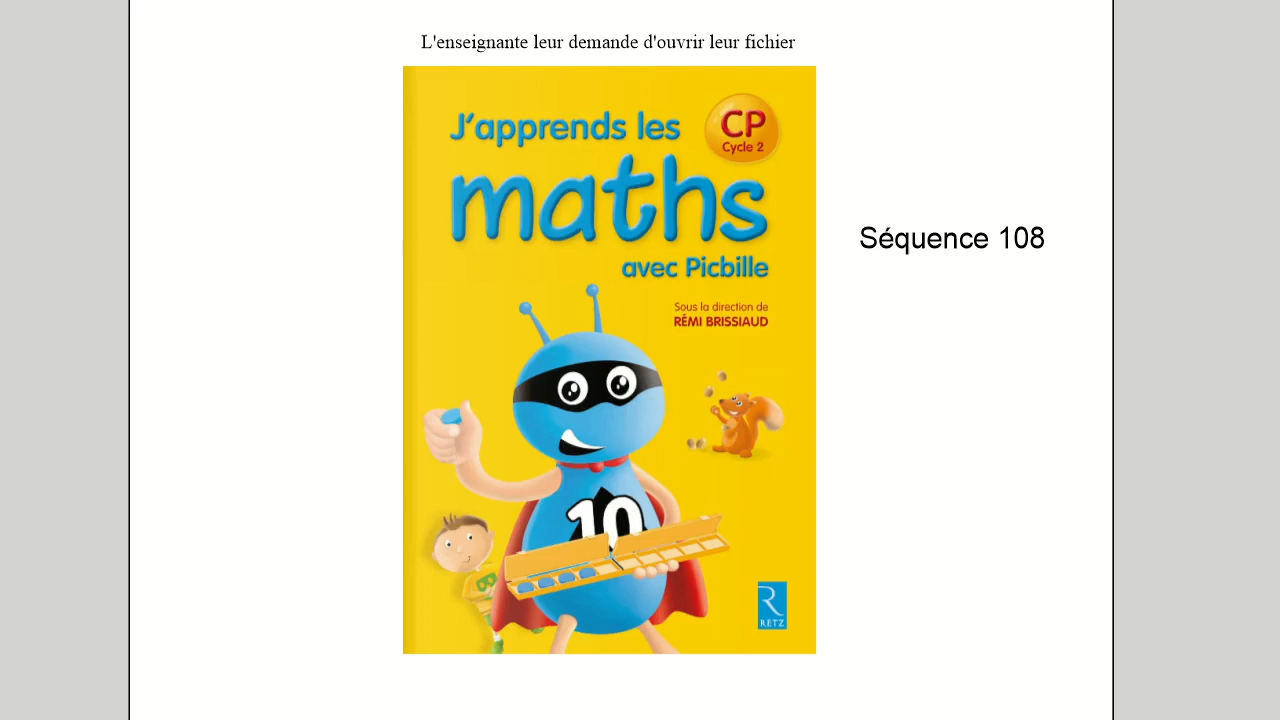 L'enseignante leur demande d'ouvrir leur fichier
J'apprends les
CP
Cycle 2
maths
avec Picbille
Sous la direction de
RÉMI BRISSIAUD
10
R
RETZ
Séquence 108